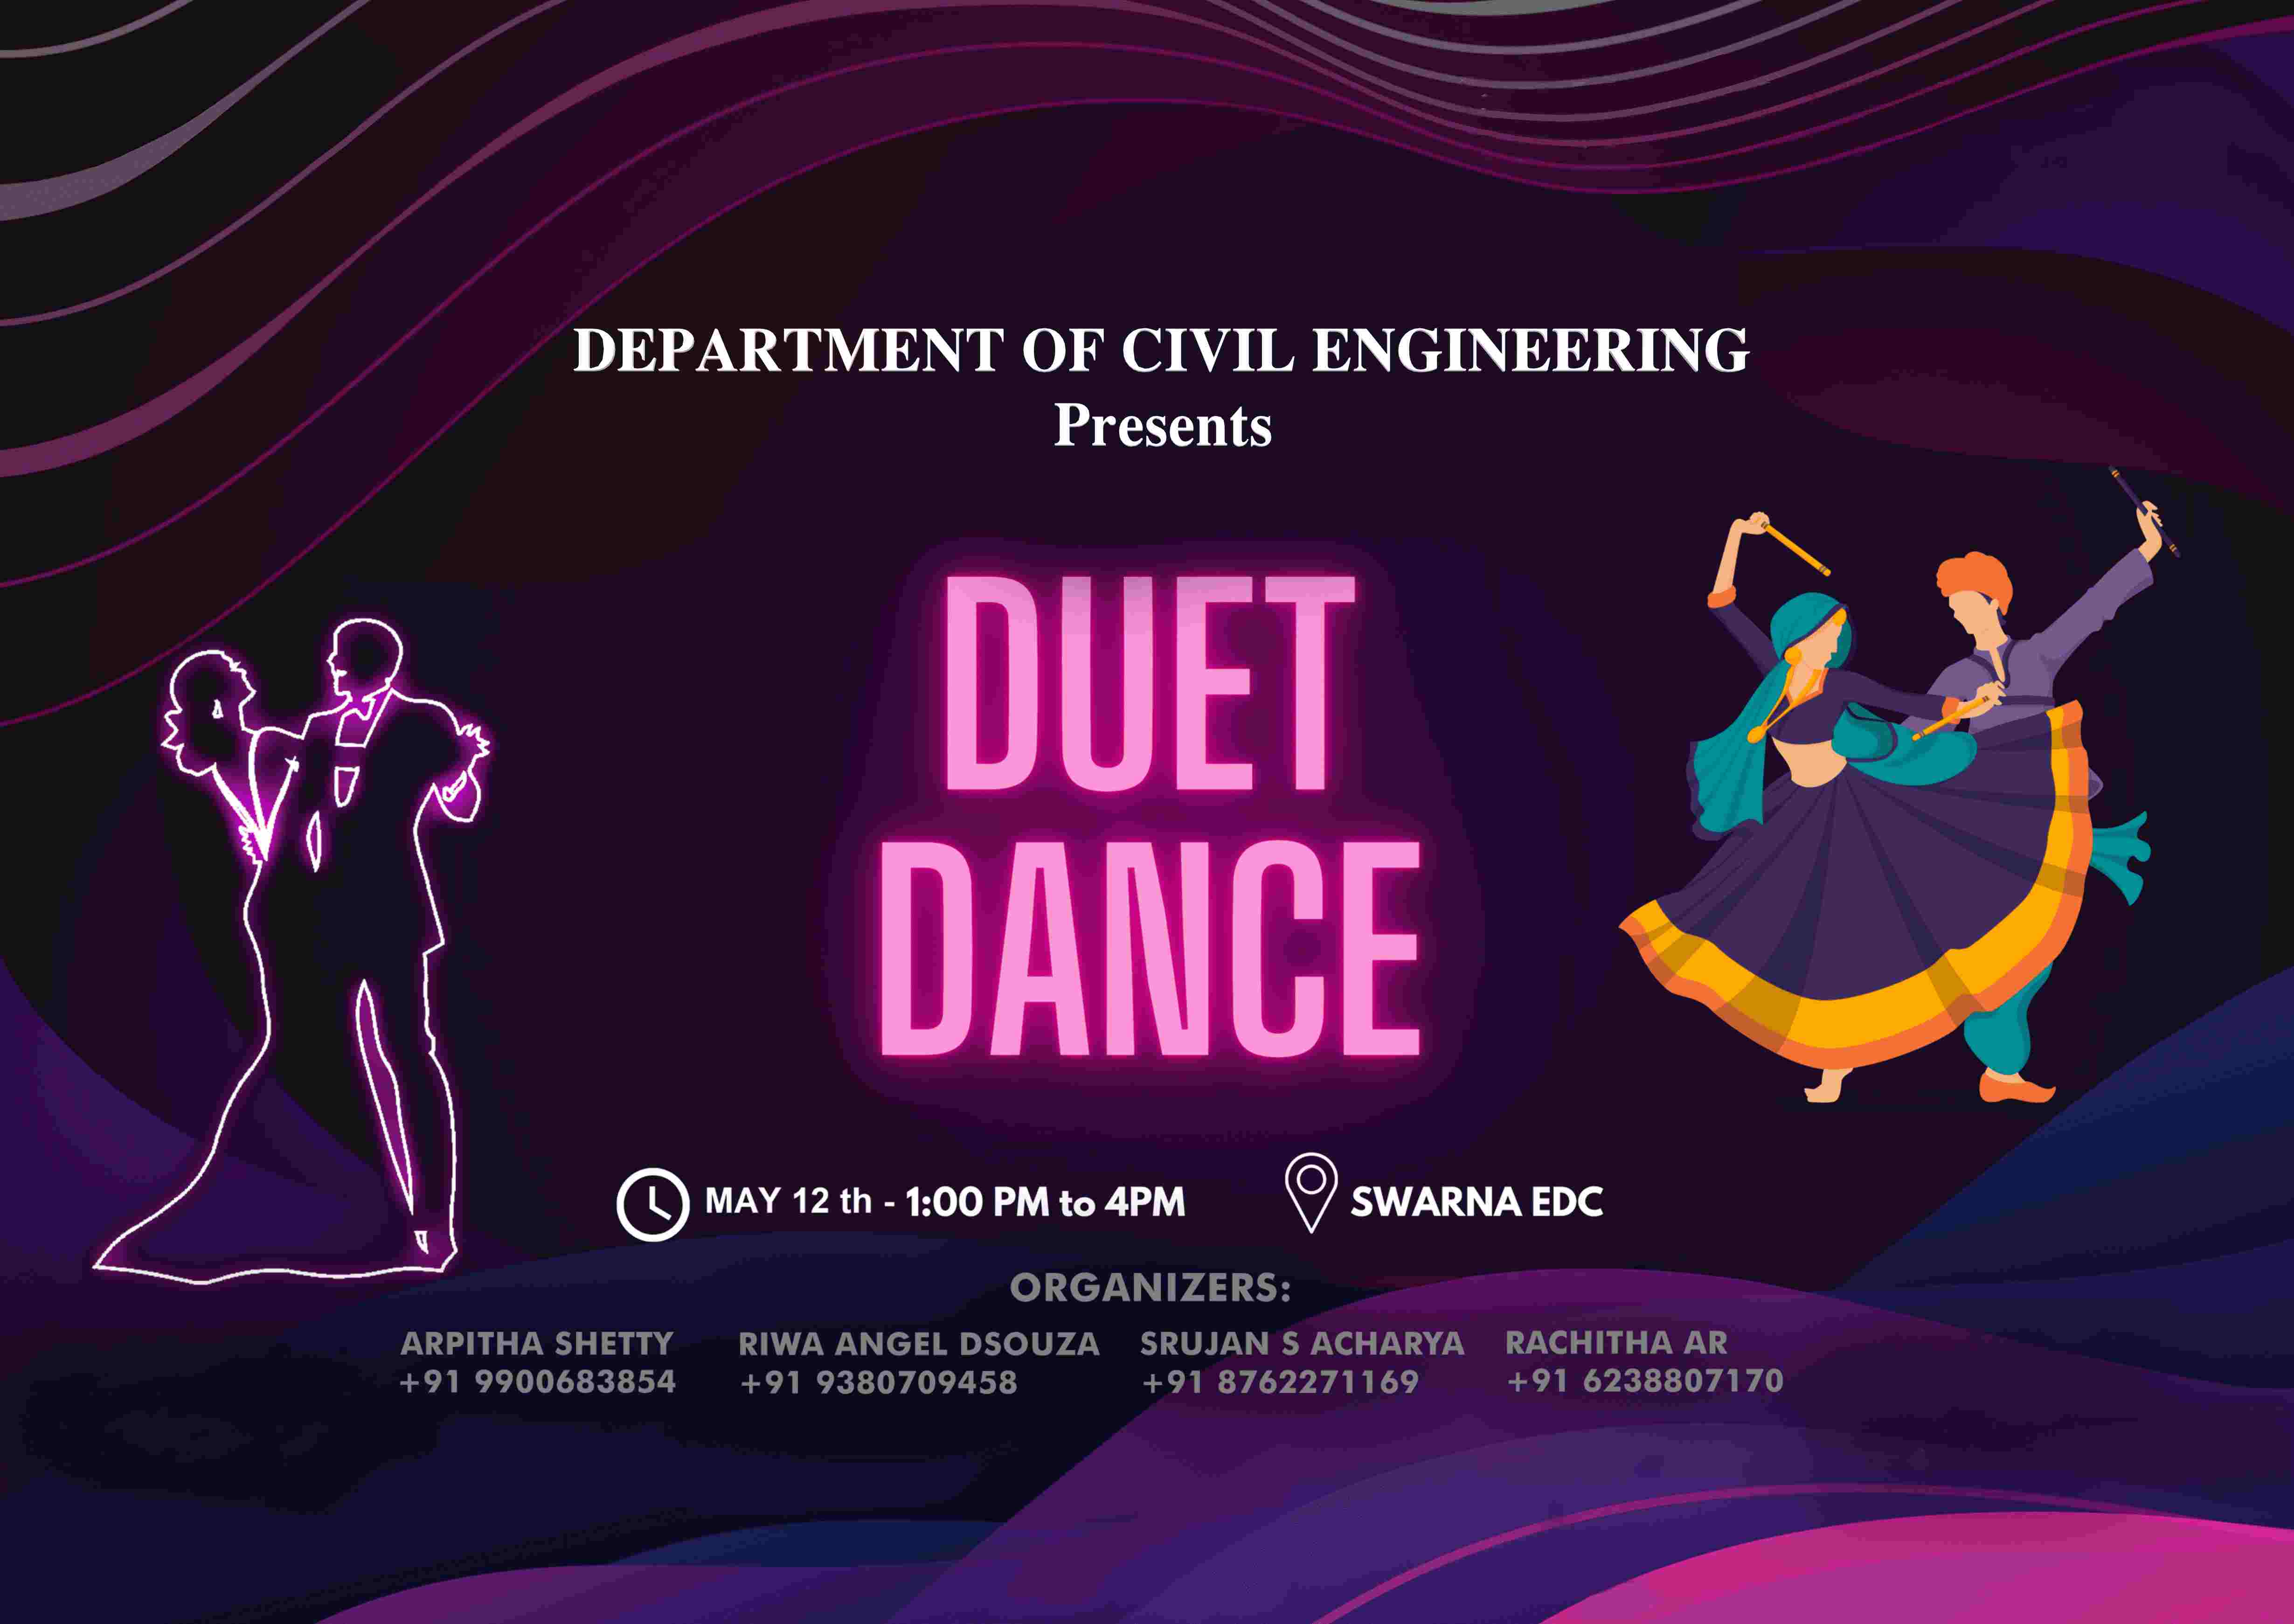 DEPARTMENT OF CIVIL ENGINEERING
Presents
DUET
DANCE
MAY 12 th - 1:00 PM to 4PM
SWARNA EDC
ORGANIZERS:
ARPITHA SHETTY
+91 9900683854
RIWA ANGEL DSOUZA
+91 9380709458
SRUJAN S ACHARYA
+91 8762271169
RACHITHA AR
+91 6238807170